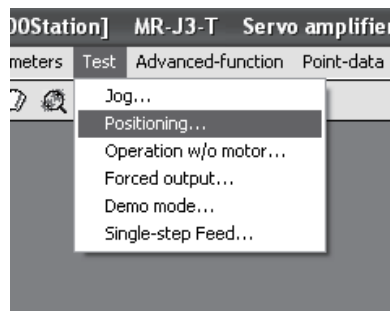 00Station] MR-J3-T Servo amplifier
meters Test Advanced-function Point-data
Jog...
Positioning...
Operation w/o motor...
Forced output...
Demo mode...
Single-step Feed...